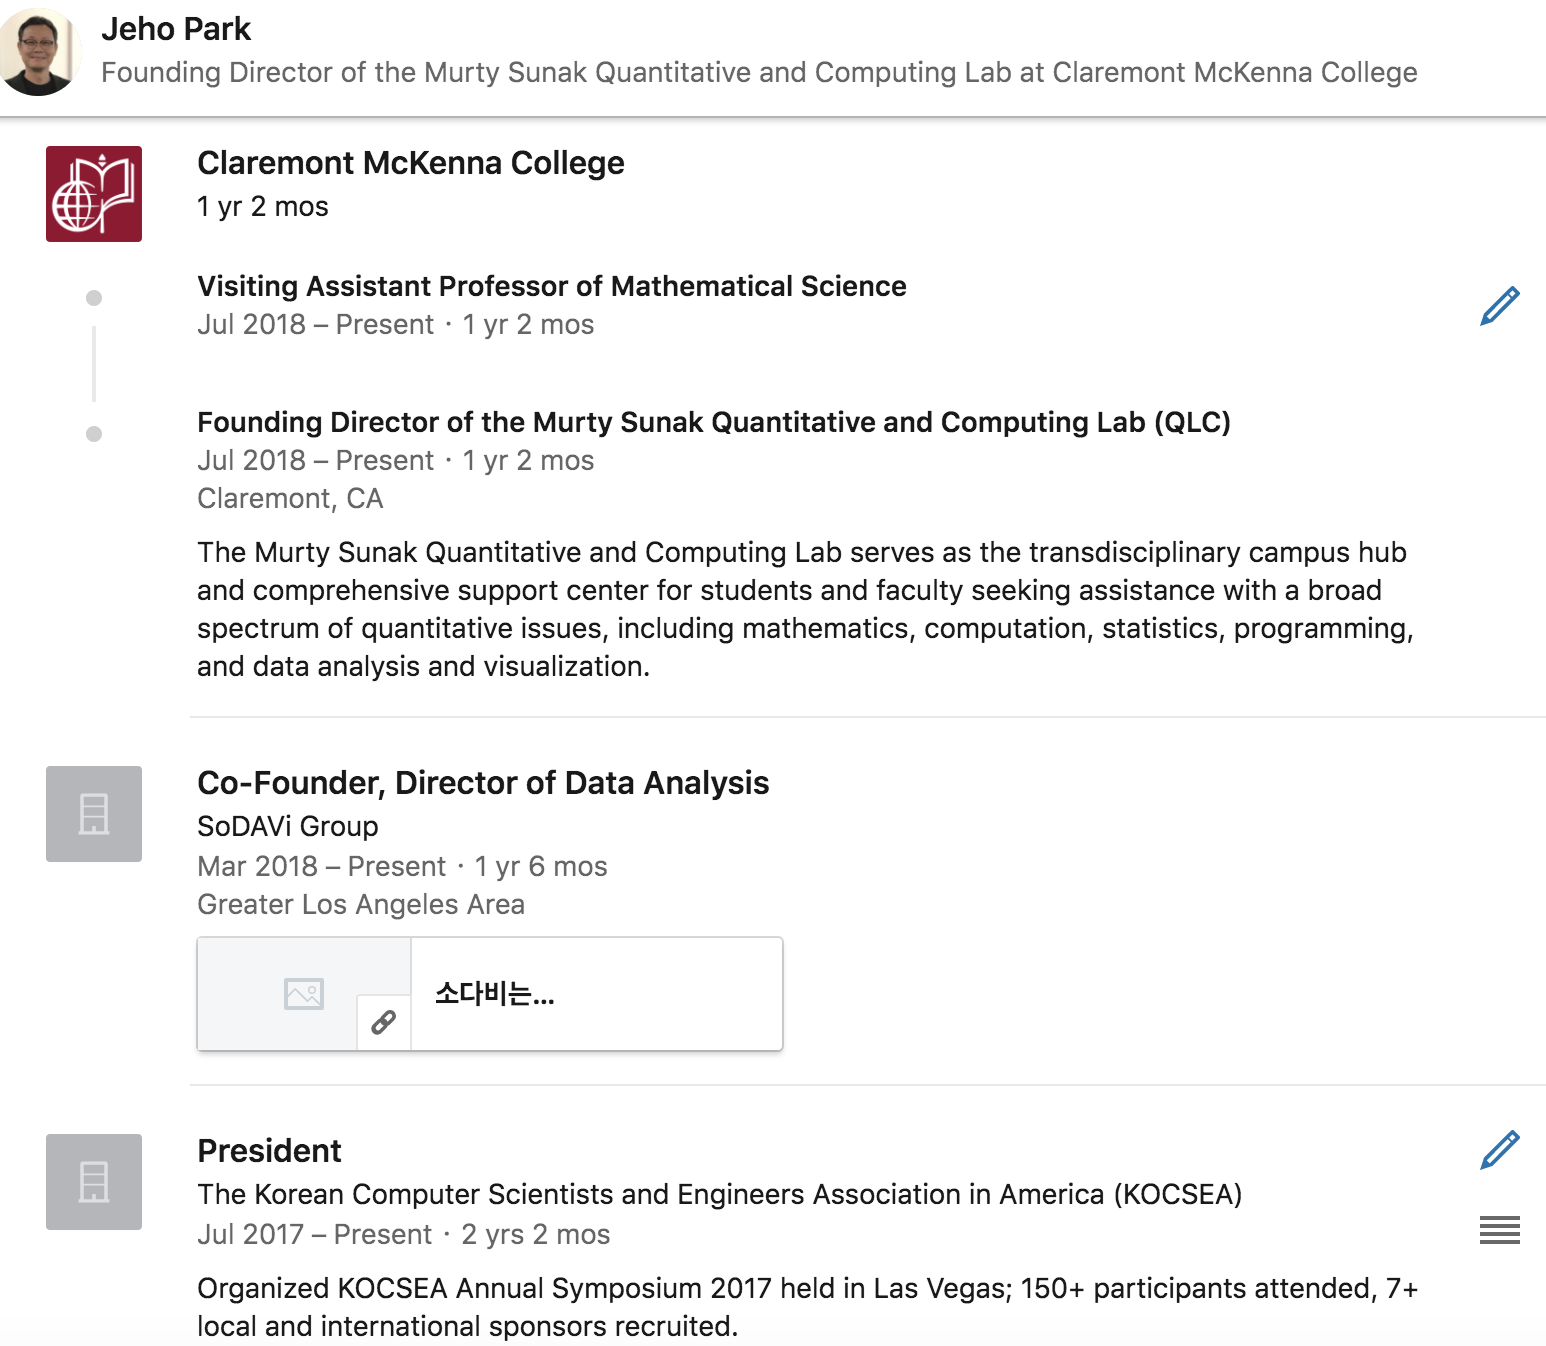 Jeho Park
Founding Director of the Murty Sunak Quantitative and Computing Lab at Claremont McKenna College
Claremont McKenna College
1 yr 2 mos
Visiting Assistant Professor of Mathematical Science
Jul 2018 – Present · 1 yr 2 mos
Founding Director of the Murty Sunak Quantitative and Computing Lab (QLC)
Jul 2018 – Present · 1 yr 2 mos
Claremont, CA
The Murty Sunak Quantitative and Computing Lab serves as the transdisciplinary campus hub
and comprehensive support center for students and faculty seeking assistance with a broad
spectrum of quantitative issues, including mathematics, computation, statistics, programming,
and data analysis and visualization.
Co-Founder, Director of Data Analysis
SoDAVi Group
Mar 2018 – Present · 1 yr 6 mos
Greater Los Angeles Area
소다비는...
President
The Korean Computer Scientists and Engineers Association in America (KOCSEA)
Jul 2017 – Present · 2 yrs 2 mos
Organized KOCSEA Annual Symposium 2017 held in Las Vegas; 150+ participants attended, 7+
local and international sponsors recruited.